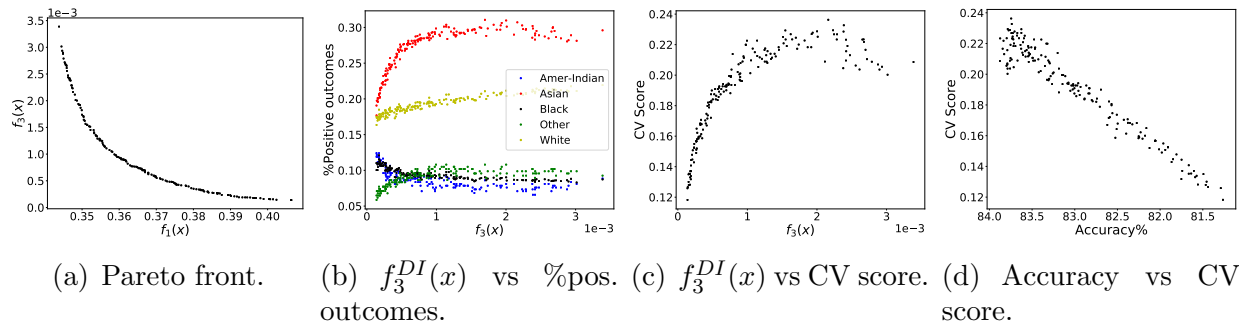 1e−3
3.5
3.0
2.5
2.0
1.5
1.0
0.5
0.0
f₃(x)
0.35 0.36 0.37 0.38 0.39 0.40
f₁(x)
0.30
0.25
0.20
0.15
0.10
0.05
%Positive outcomes
Amer-Indian
Asian
Black
Other
White
0 1 2 3
1e−3
f₃(x)
0.24
0.22
0.20
0.18
0.16
0.14
0.12
CV Score
0 1 2 3
1e−3
f₃(x)
0.24
0.22
0.20
0.18
0.16
0.14
0.12
CV Score
84.0 83.5 83.0 82.5 82.0 81.5
Accuracy%
(a) Pareto front.
(b) f₃ᴰᴵ(x) vs %pos.
outcomes.
(c) f₃ᴰᴵ(x) vs CV score.
(d) Accuracy vs CV
score.